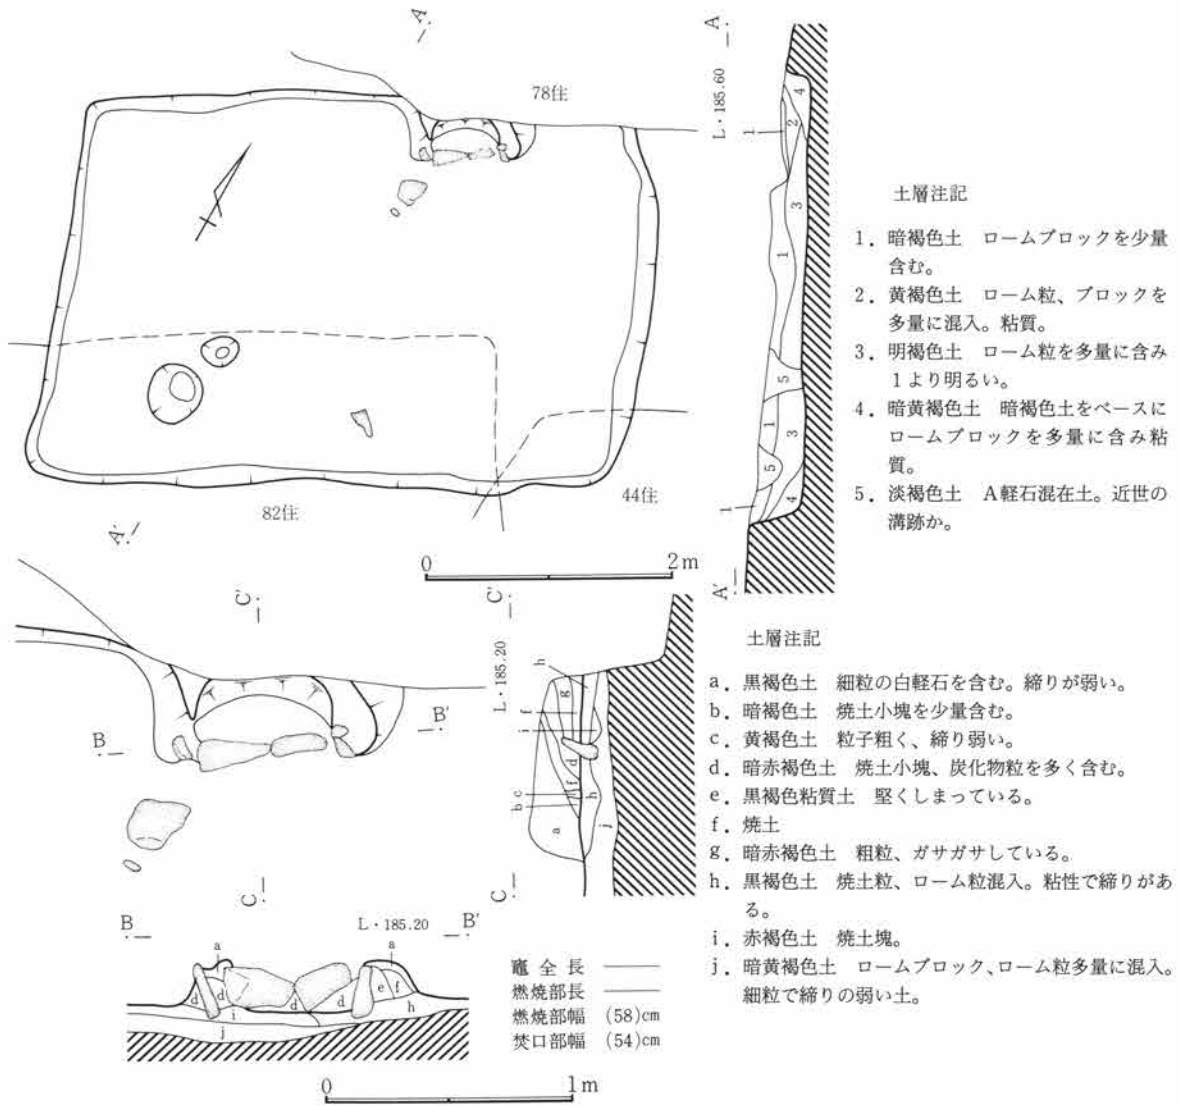 A
78住
82住
44住
A'
0 2m
A
L・185.60
4
2
1
3
1
5
1
3
5
4
1
A'
土層注記
1．暗褐色土　ロームブロックを少量
含む。
2．黄褐色土　ローム粒、ブロックを
多量に混入。粘質。
3．明褐色土　ローム粒を多量に含み
1より明るい。
4．暗黄褐色土　暗褐色土をベースに
ロームブロックを多量に含み粘
質。
5．淡褐色土　A軽石混在土。近世の
溝跡か。
C'
B
B'
C
C'
L・185.20
h
g
f
i
d
f
h
c
b
a
j
C
土層注記
a．黒褐色土　細粒の白軽石を含む。締りが弱い。
b．暗褐色土　焼土小塊を少量含む。
c．黄褐色土　粒子粗く、締り弱い。
d．暗赤褐色土　焼土小塊、炭化物粒を多く含む。
e．黒褐色粘質土　堅くしまっている。
f．焼土
g．暗赤褐色土　粗粒、ガサガサしている。
h．黒褐色土　焼土粒、ローム粒混入。粘性で締りがあ
る。
i．赤褐色土　焼土塊。
j．暗黄褐色土　ロームブロック、ローム粒多量に混入。
細粒で締りの弱い土。
B L・185.20 B'
a a
d d d d e f
i h
j
竈全長 ———
燃焼部長 ———
燃焼部幅 (58)cm
焚口部幅 (54)cm
0 1m